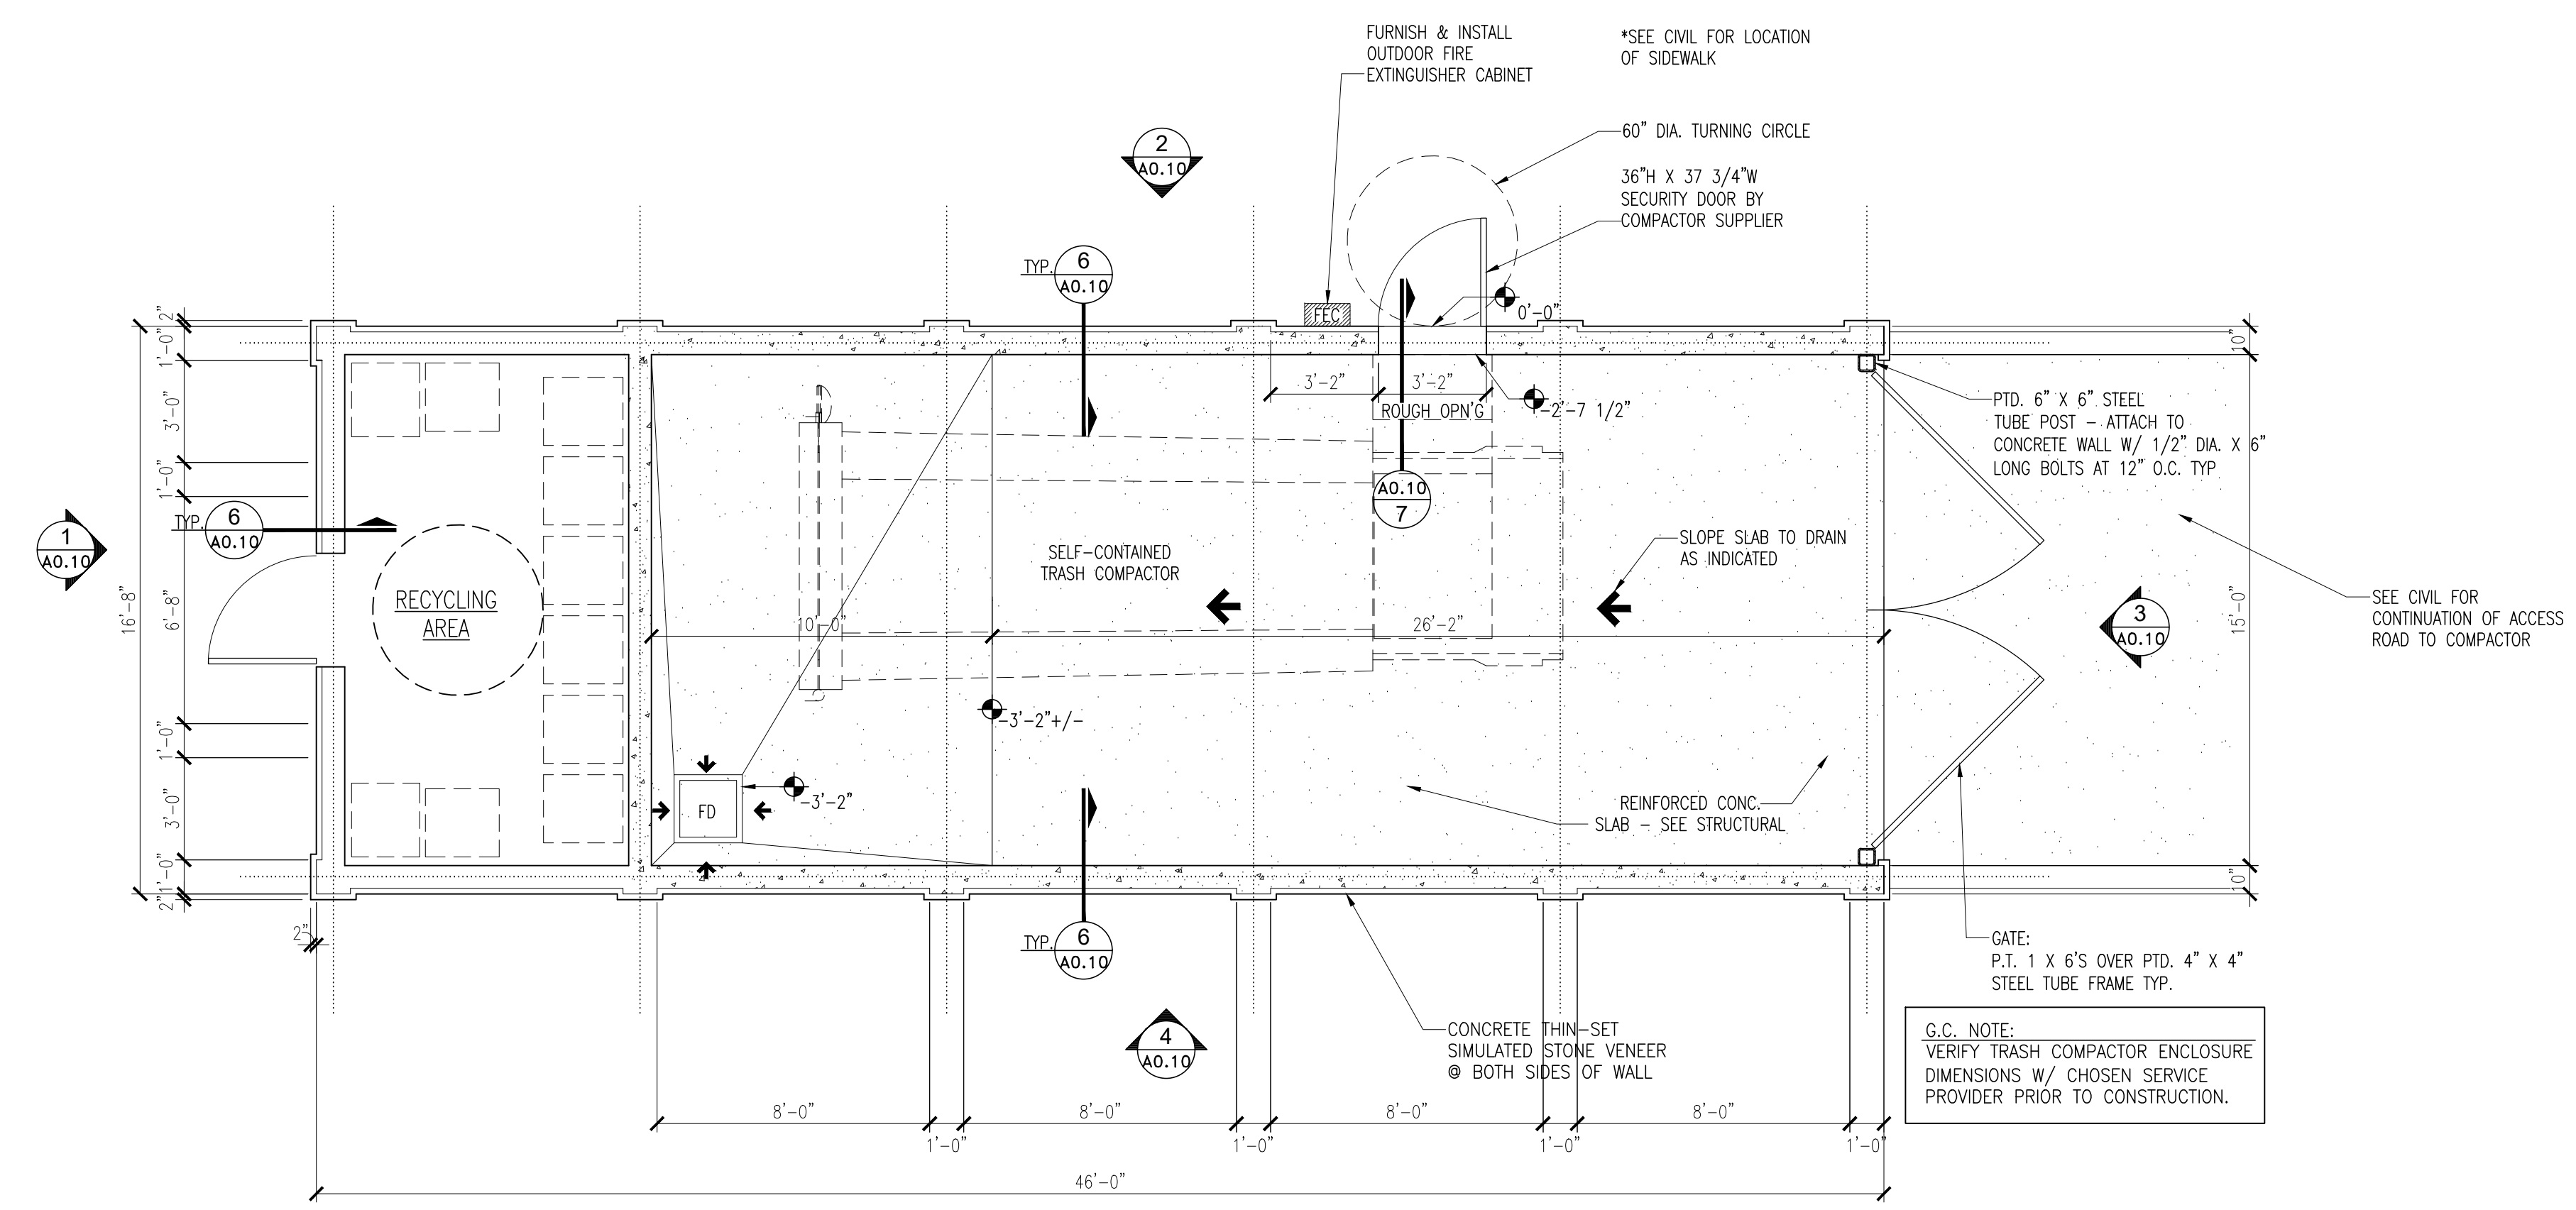 FURNISH & INSTALL
OUTDOOR FIRE
EXTINGUISHER CABINET
*SEE CIVIL FOR LOCATION
OF SIDEWALK
60" DIA. TURNING CIRCLE
36"H X 37 3/4"W
SECURITY DOOR BY
COMPACTOR SUPPLIER
2
A0.10
TYP.
6
A0.10
FEC
0'-0"
2"
1'-0"
3'-0"
1'-0"
6'-8"
1'-0"
3'-0"
1'-0"
2"
16'-8"
10"
15'-0"
10"
3'-2"
3'-2"
ROUGH OPN'G
-2'-7 1/2"
PTD. 6" X 6" STEEL
TUBE POST - ATTACH TO
CONCRETE WALL W/ 1/2" DIA. X 6"
LONG BOLTS AT 12" O.C. TYP
A0.10
7
1
A0.10
TYP.
6
A0.10
SELF-CONTAINED
TRASH COMPACTOR
SLOPE SLAB TO DRAIN
AS INDICATED
RECYCLING
AREA
10'-0"
26'-2"
3
A0.10
SEE CIVIL FOR
CONTINUATION OF ACCESS
ROAD TO COMPACTOR
-3'-2"+/-
-3'-2"
FD
REINFORCED CONC.
SLAB - SEE STRUCTURAL
2"
TYP.
6
A0.10
GATE:
P.T. 1 X 6'S OVER PTD. 4" X 4"
STEEL TUBE FRAME TYP.
4
A0.10
CONCRETE THIN-SET
SIMULATED STONE VENEER
@ BOTH SIDES OF WALL
G.C. NOTE:
VERIFY TRASH COMPACTOR ENCLOSURE
DIMENSIONS W/ CHOSEN SERVICE
PROVIDER PRIOR TO CONSTRUCTION.
8'-0"
8'-0"
8'-0"
8'-0"
1'-0"
1'-0"
1'-0"
1'-0"
46'-0"